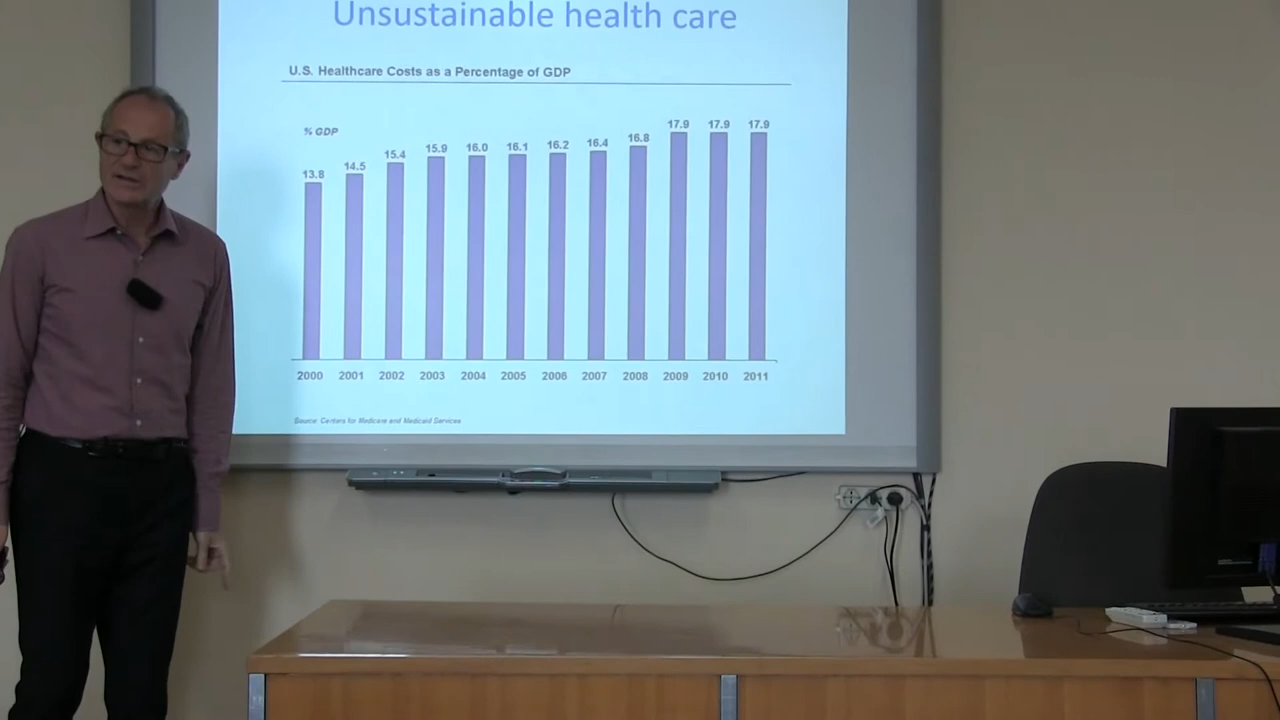 Unsustainable health care
U.S. Healthcare Costs as a Percentage of GDP
% GDP
13.8 14.5 15.4 15.9 16.0 16.1 16.2 16.4 16.8 17.9 17.9 17.9
2000 2001 2002 2003 2004 2005 2006 2007 2008 2009 2010 2011
Source: Centers for Medicare and Medicaid Services